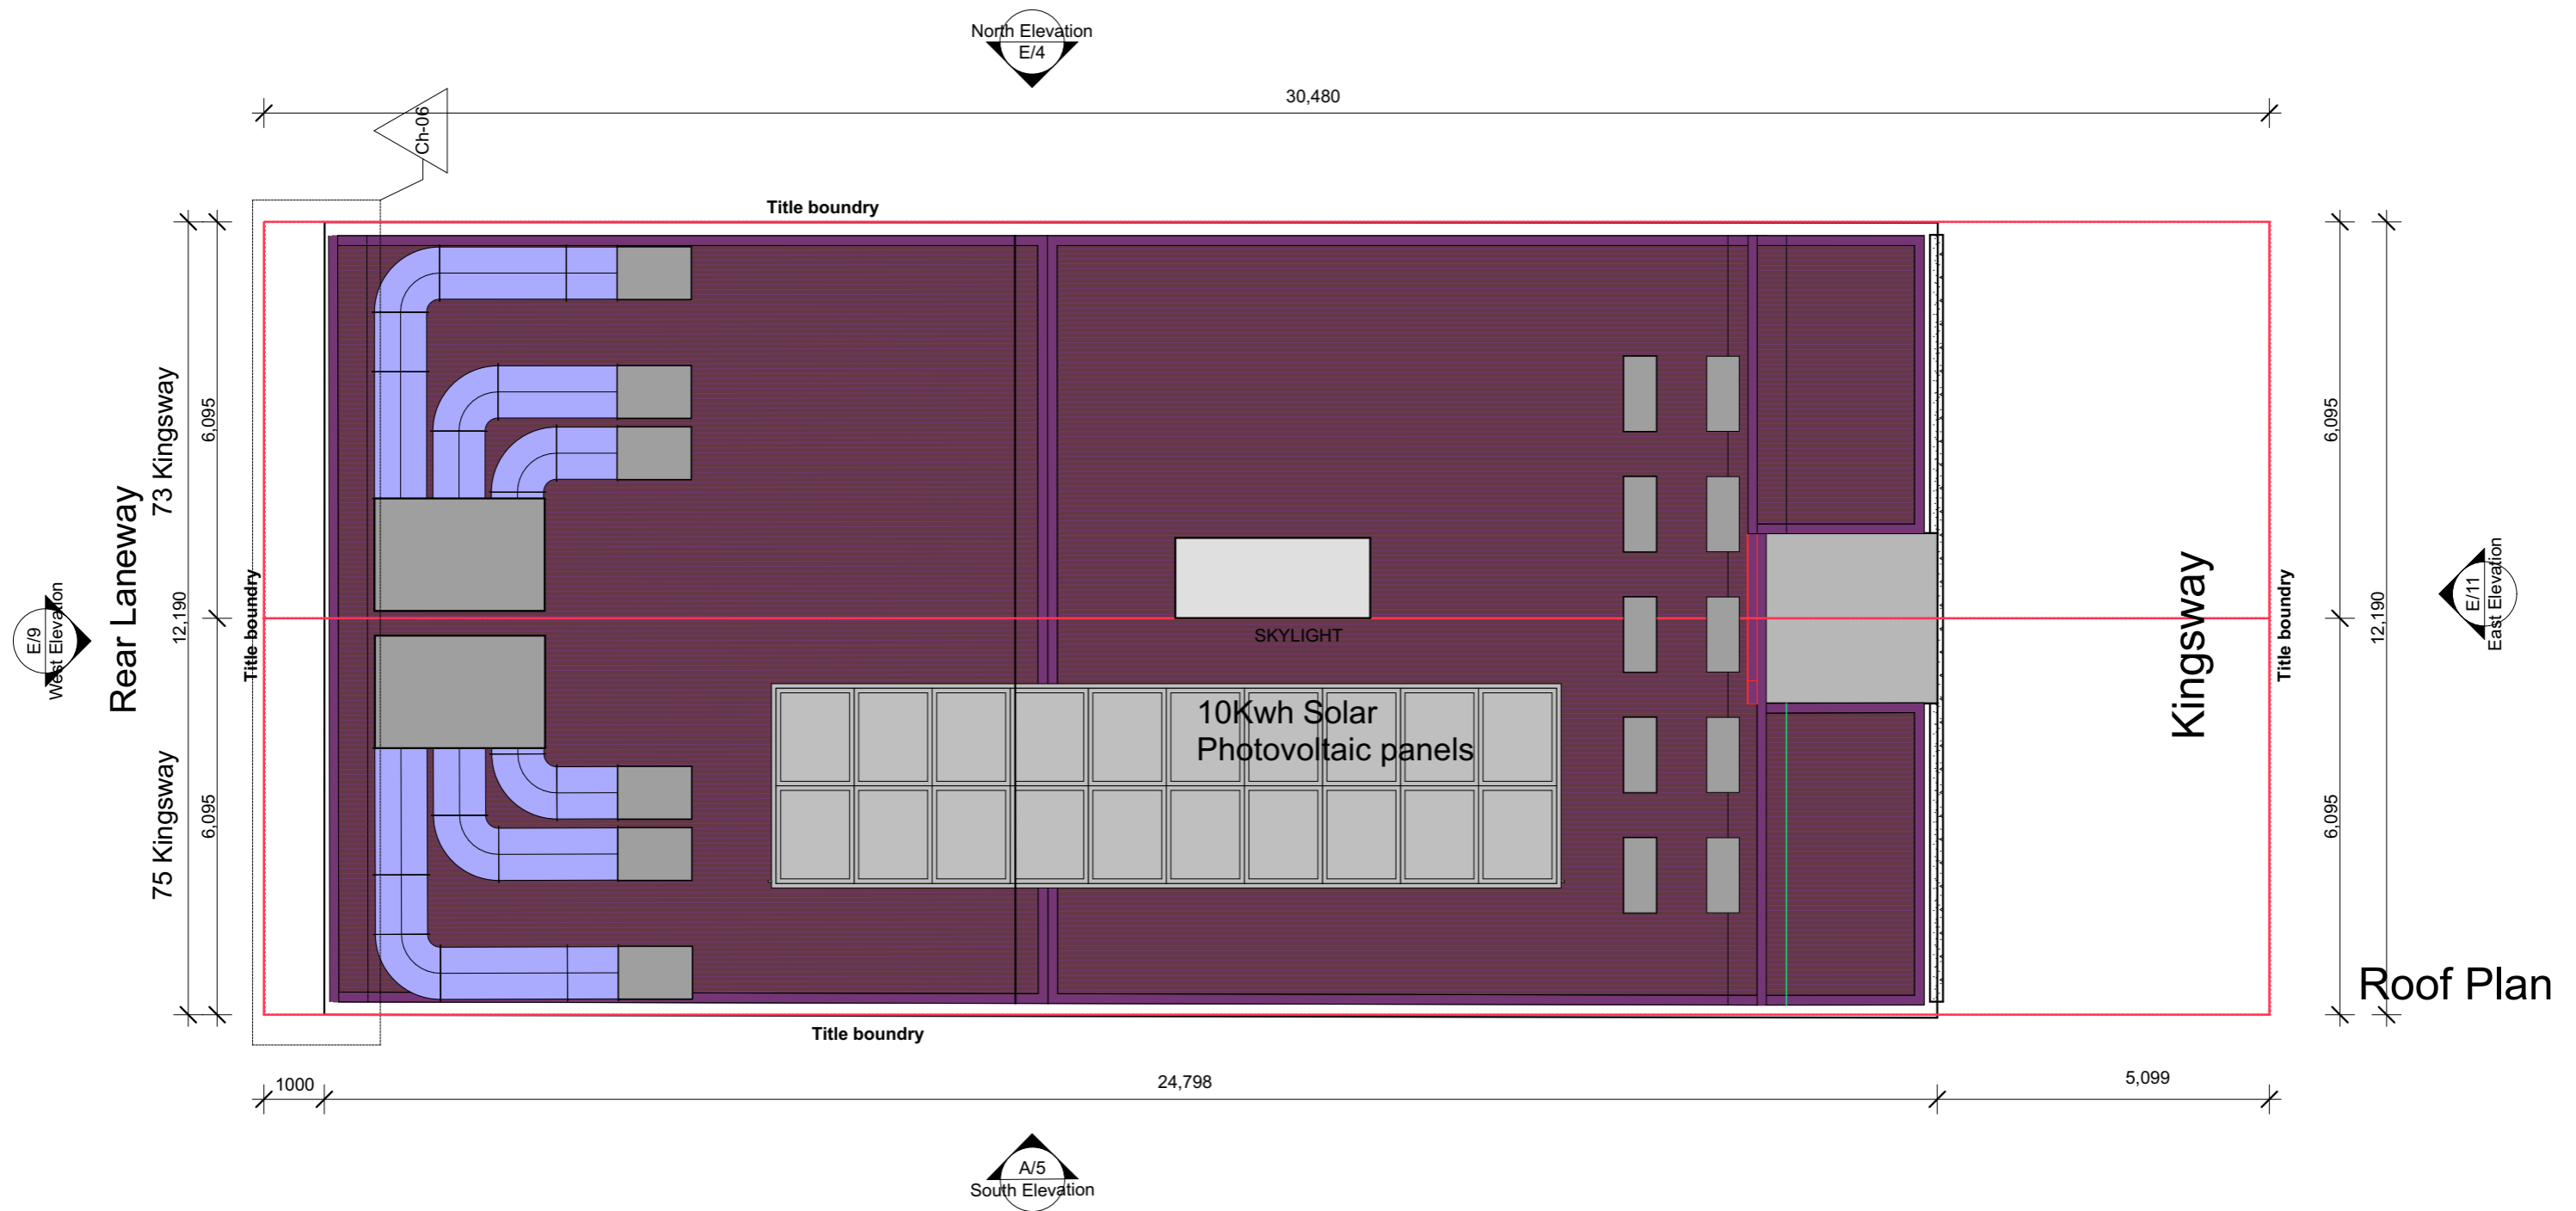 North Elevation
E/4
30,480
Ch-06
Title boundry
73 Kingsway
6,095
6,095
Rear Laneway
12,190
Title boundry
E/9
West Elevation
SKYLIGHT
Kingsway
Title boundry
12,190
E/11
East Elevation
10Kwh Solar
Photovoltaic panels
75 Kingsway
6,095
6,095
Roof Plan
Title boundry
1000
24,798
5,099
A/5
South Elevation